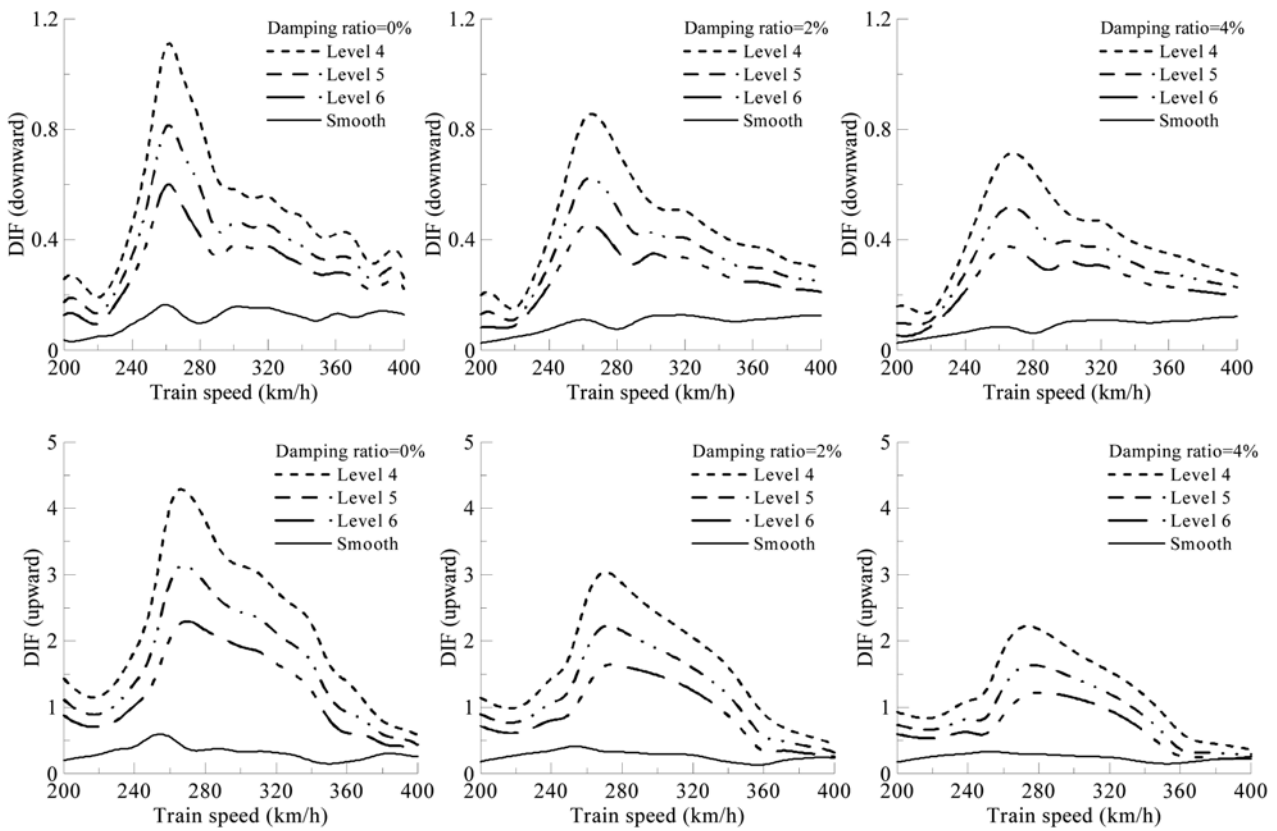 1.2
0.8
0.4
0
DIF (downward)
Damping ratio=0%
Level 4
Level 5
Level 6
Smooth
200 240 280 320 360 400
Train speed (km/h)
1.2
0.8
0.4
0
DIF (downward)
Damping ratio=2%
Level 4
Level 5
Level 6
Smooth
200 240 280 320 360 400
Train speed (km/h)
1.2
0.8
0.4
0
DIF (downward)
Damping ratio=4%
Level 4
Level 5
Level 6
Smooth
200 240 280 320 360 400
Train speed (km/h)
5
4
3
2
1
0
DIF (upward)
Damping ratio=0%
Level 4
Level 5
Level 6
Smooth
200 240 280 320 360 400
Train speed (km/h)
5
4
3
2
1
0
DIF (upward)
Damping ratio=2%
Level 4
Level 5
Level 6
Smooth
200 240 280 320 360 400
Train speed (km/h)
5
4
3
2
1
0
DIF (upward)
Damping ratio=4%
Level 4
Level 5
Level 6
Smooth
200 240 280 320 360 400
Train speed (km/h)